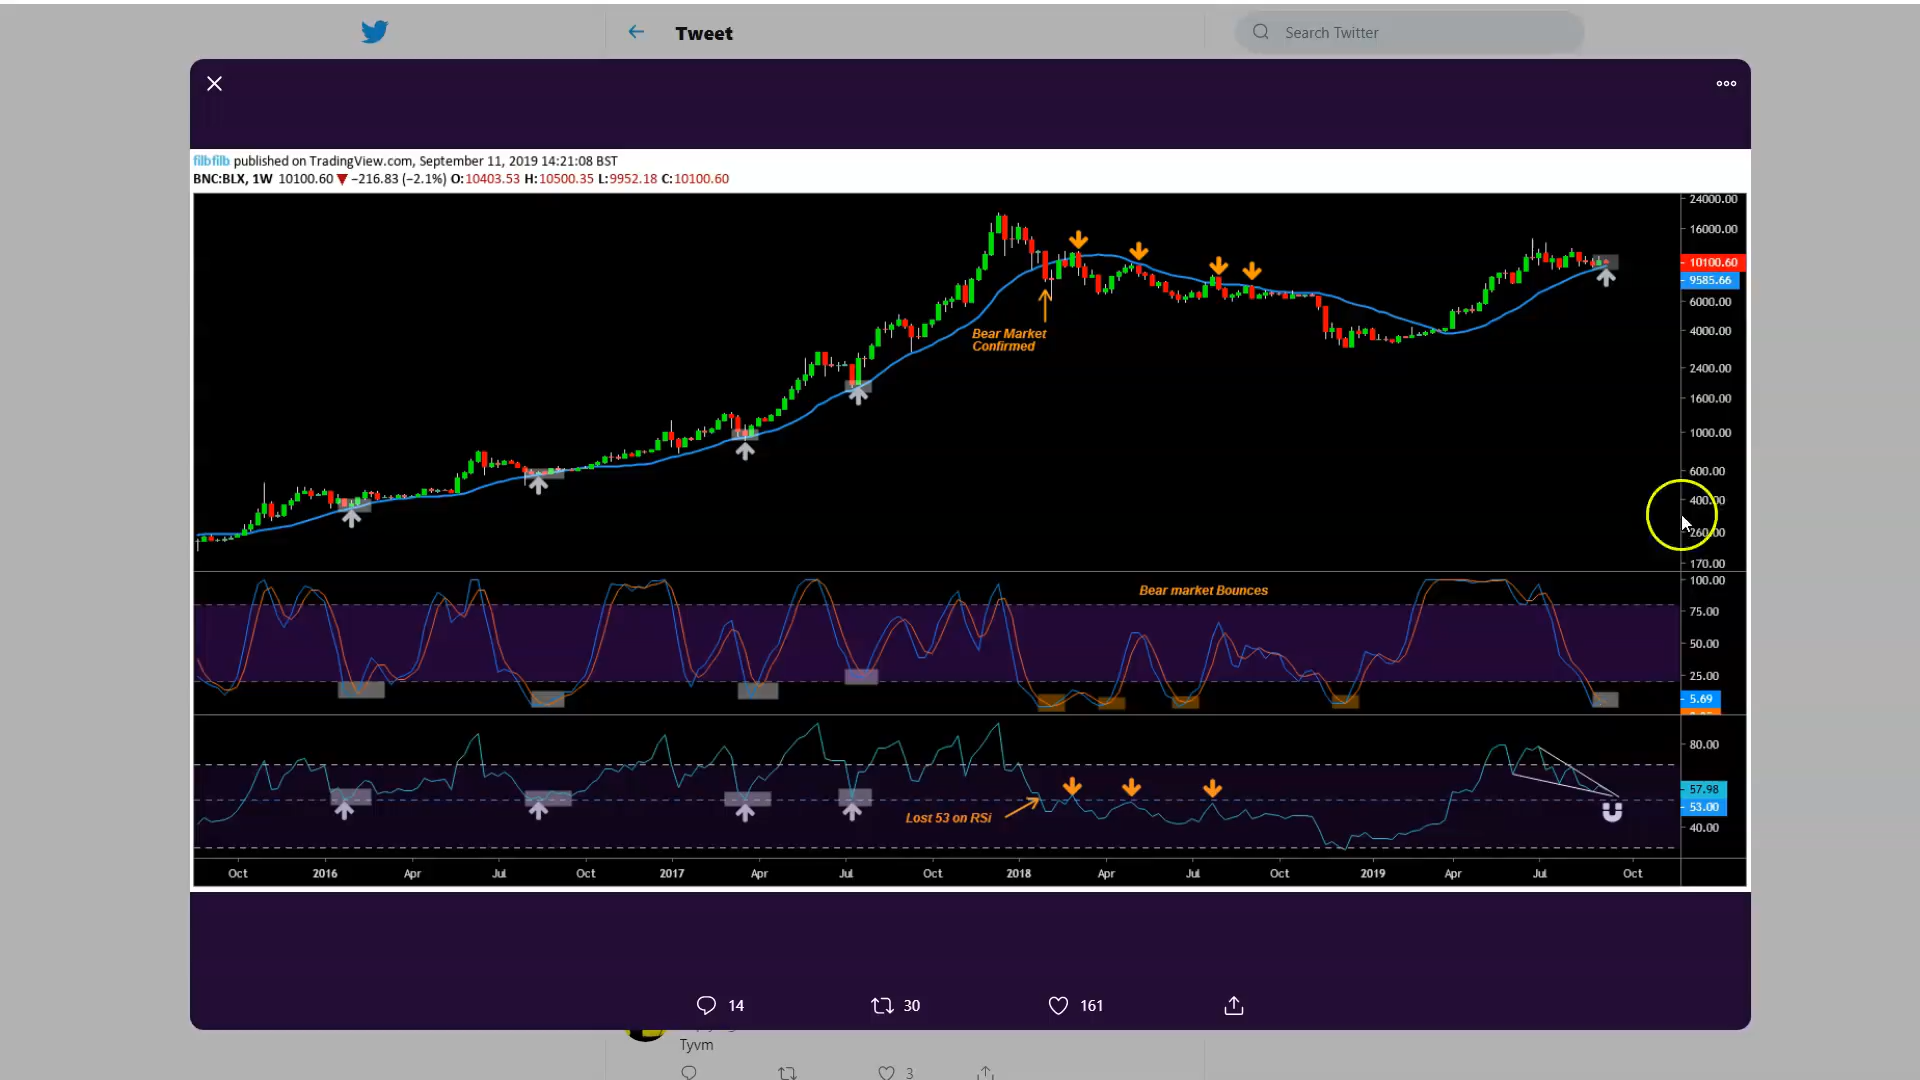 Tweet
Search Twitter
filbfilb published on TradingView.com, September 11, 2019 14:21:08 BST
BNC:BLX, 1W 10100.60 ▼ −216.83 (−2.1%) O:10403.53 H:10500.35 L:9952.18 C:10100.60
24000.00
16000.00
10100.60
9585.66
6000.00
4000.00
2400.00
1600.00
1000.00
600.00
400.00
260.00
170.00
Bear Market
Confirmed
Bear market Bounces
100.00
75.00
50.00
25.00
5.69
Lost 53 on RSi
80.00
57.98
53.00
40.00
Oct 2016 Apr Jul Oct 2017 Apr Jul Oct 2018 Apr Jul Oct 2019 Apr Jul Oct
14 30 161
Tyvm
3